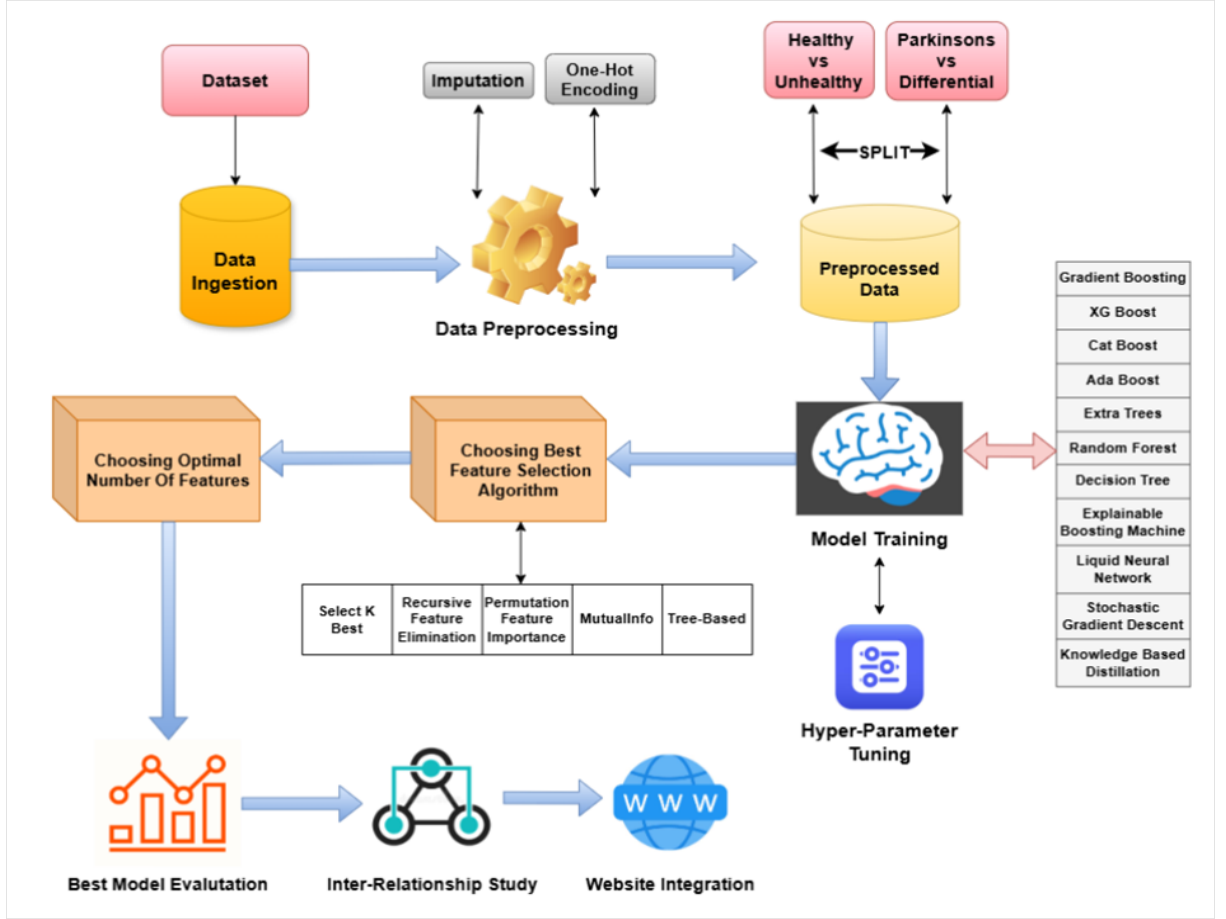 Dataset
Imputation
One-Hot
Encoding
Healthy
vs
Unhealthy
Parkinsons
vs
Differential
SPLIT
Data
Ingestion
Data Preprocessing
Preprocessed
Data
Gradient Boosting
XG Boost
Cat Boost
Ada Boost
Extra Trees
Random Forest
Decision Tree
Explainable
Boosting Machine
Liquid Neural
Network
Stochastic
Gradient Descent
Knowledge Based
Distillation
Choosing Optimal
Number Of Features
Choosing Best
Feature Selection
Algorithm
Model Training
Select K
Best
Recursive
Feature
Elimination
Permutation
Feature
Importance
MutualInfo
Tree-Based
Hyper-Parameter
Tuning
WWW
Best Model Evalutation
Inter-Relationship Study
Website Integration